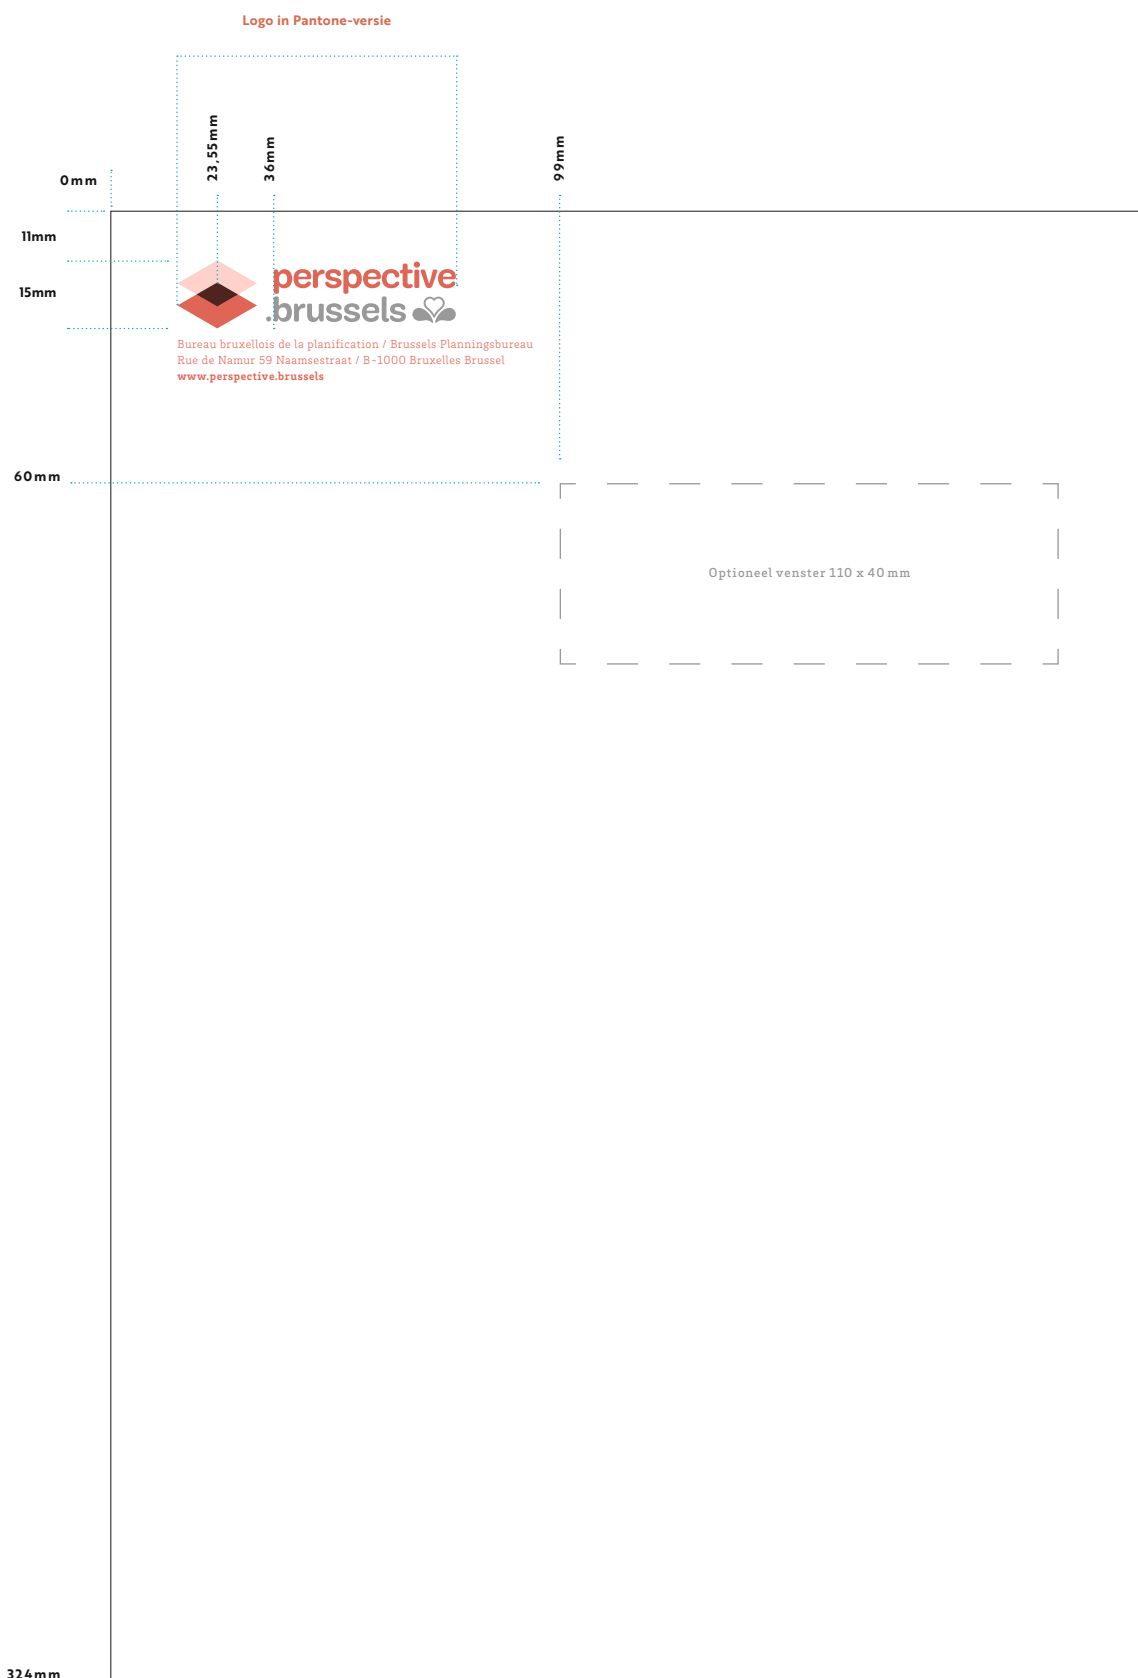 Logo in Pantone-versie
23,55mm
36mm
99mm
0mm
11mm
15mm
perspective
.brussels
Bureau bruxellois de la planification / Brussels Planningsbureau
Rue de Namur 59 Naamsestraat / B-1000 Bruxelles Brussel
www.perspective.brussels
60mm
Optioneel venster 110 x 40 mm
324mm